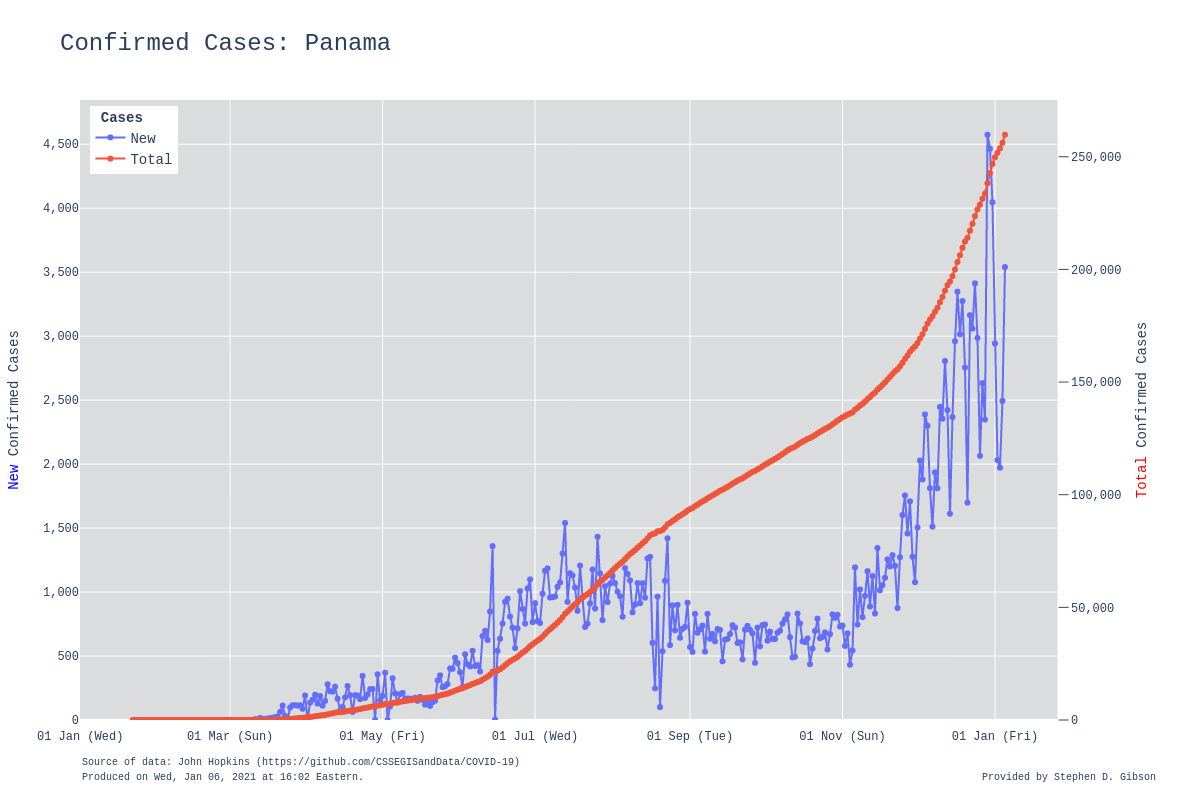 Confirmed Cases: Panama
Cases
New
Total
4,500
4,000
3,500
3,000
2,500
2,000
1,500
1,000
500
0
New Confirmed Cases
250,000
200,000
150,000
100,000
50,000
0
Total Confirmed Cases
01 Jan (Wed) 01 Mar (Sun) 01 May (Fri) 01 Jul (Wed) 01 Sep (Tue) 01 Nov (Sun) 01 Jan (Fri)
Source of data: John Hopkins (https://github.com/CSSEGISandData/COVID-19)
Produced on Wed, Jan 06, 2021 at 16:02 Eastern.
Provided by Stephen D. Gibson